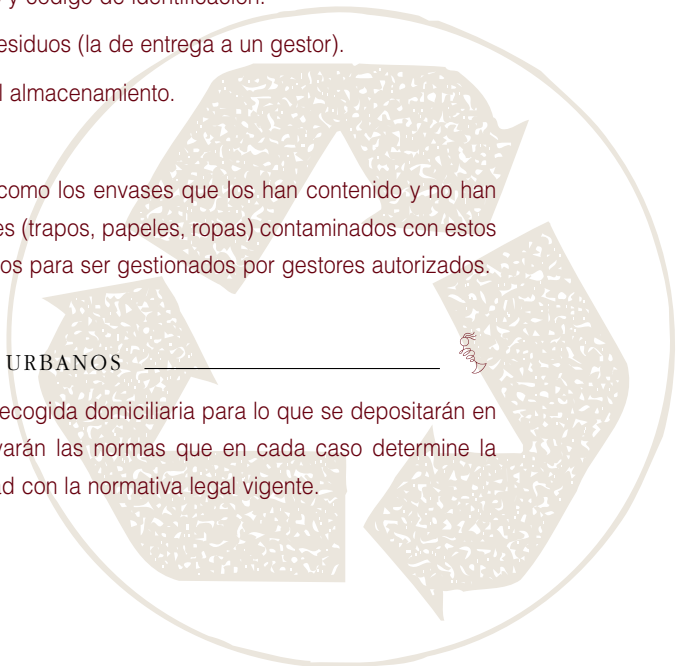 y código de identificación.
esiduos (la de entrega a un gestor).
l almacenamiento.
como los envases que los han contenido y no han
es (trapos, papeles, ropas) contaminados con estos
os para ser gestionados por gestores autorizados.
URBANOS
ecogida domiciliaria para lo que se depositarán en
varán las normas que en cada caso determine la
ad con la normativa legal vigente.